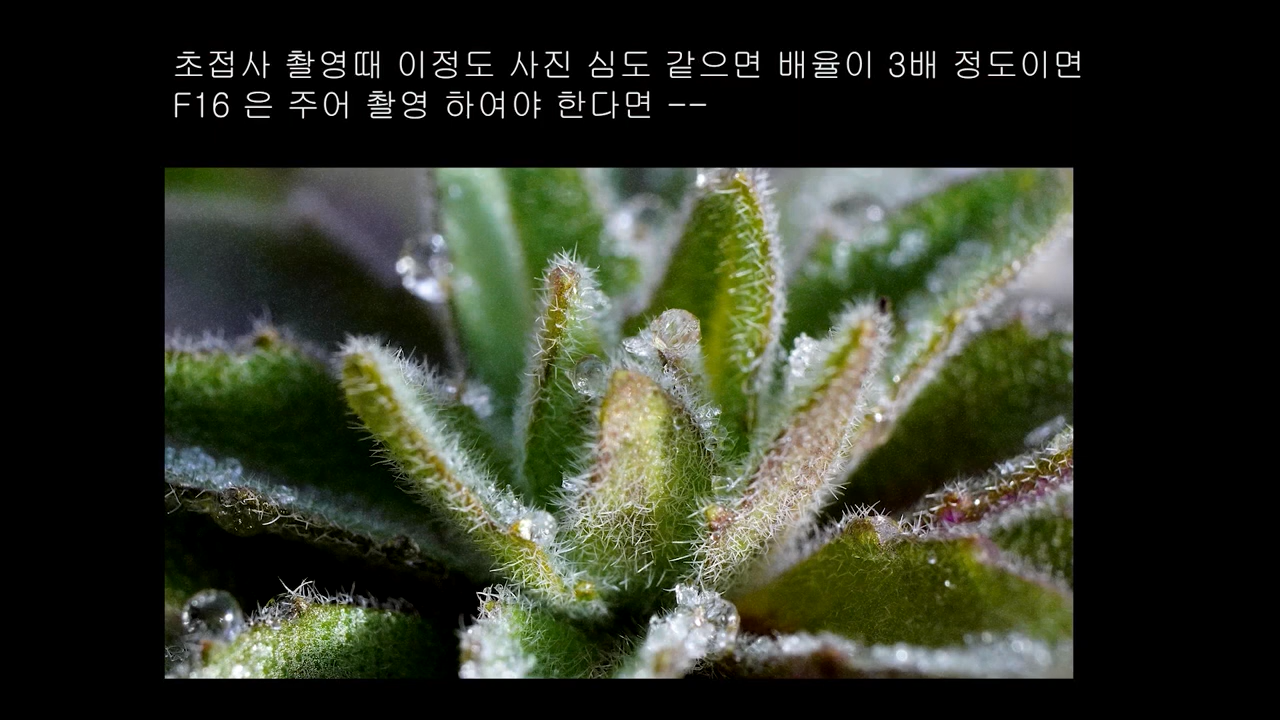 초접사 촬영때 이정도 사진 심도 같으면 배율이 3배 정도이면
F16 은 주어 촬영 하여야 한다면 --